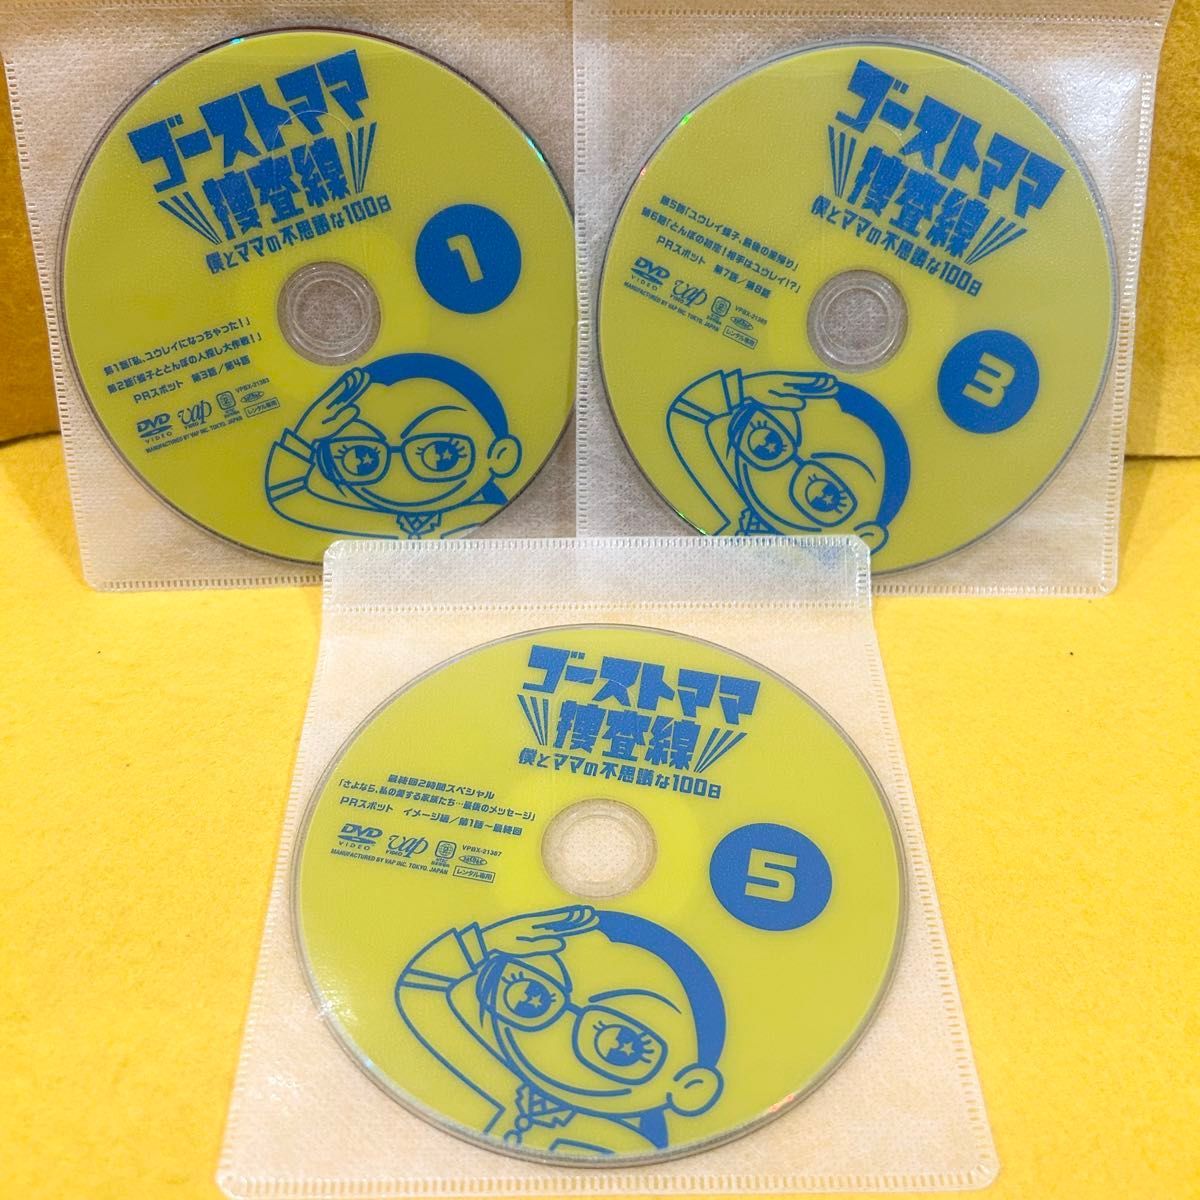 ゴーストママ
捜査線
僕とママの不思議な100日
1
第1話「私、ユウレイになっちゃった!」
第2話「蝶子ととんぼの人探し大作戦!」
PRスポット 第3話/第4話
DVD
VIDEO
vap
VIDEO
VPBX-21383
レンタル専用
MANUFACTURED BY VAP INC. TOKYO, JAPAN
ゴーストママ
捜査線
僕とママの不思議な100日
3
第5話「ユウレイ蝶子、最後の里帰り」
第6話「とんぼの初恋!相手はユウレイ!?」
PRスポット 第7話/第8話
DVD
VIDEO
vap
VIDEO
VPBX-21385
レンタル専用
MANUFACTURED BY VAP INC. TOKYO, JAPAN
ゴーストママ
捜査線
僕とママの不思議な100日
5
最終回2時間スペシャル
「さよなら、私の愛する家族たち…最後のメッセージ」
PRスポット イメージ編/第1話～最終回
DVD
VIDEO
vap
VIDEO
VPBX-21387
レンタル専用
MANUFACTURED BY VAP INC. TOKYO, JAPAN